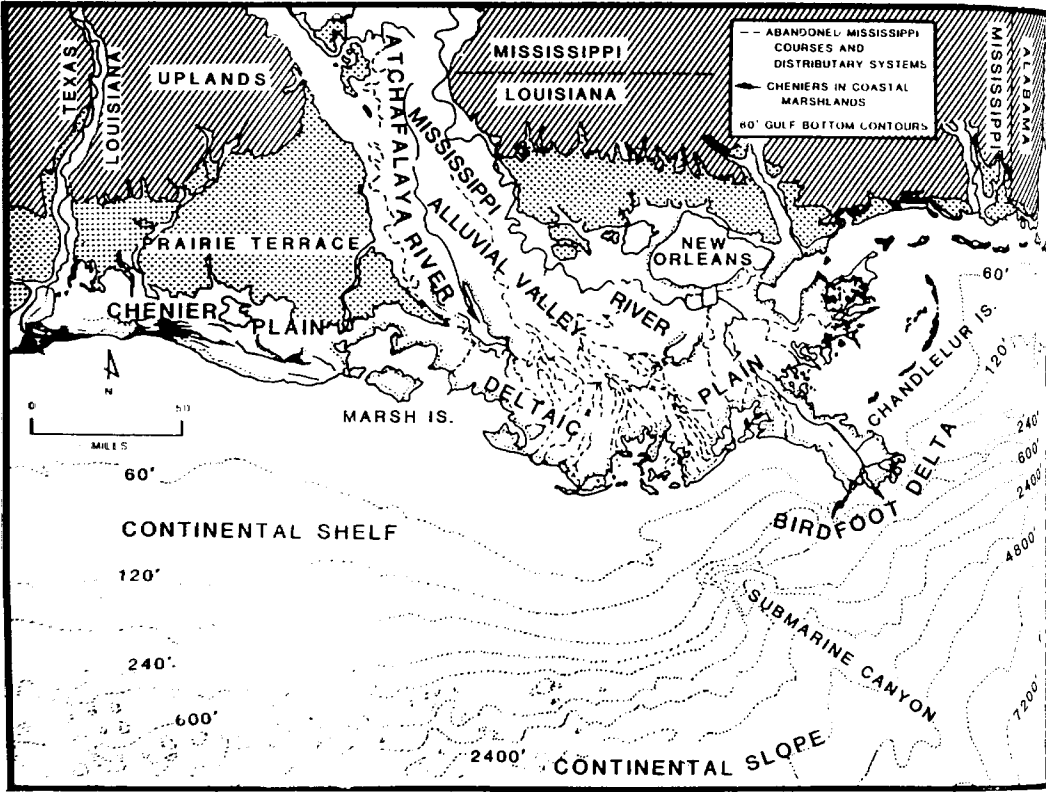 TEXAS
LOUISIANA
UPLANDS
ATCHAFALAYA RIVER
MISSISSIPPI
LOUISIANA
-- ABANDONED MISSISSIPPI
COURSES AND
DISTRIBUTARY SYSTEMS
CHENIERS IN COASTAL
MARSHLANDS
60' GULF BOTTOM CONTOURS
MISSISSIPPI
ALABAMA
MISSISSIPPI
RIVER
ALLUVIAL VALLEY
PRAIRIE TERRACE
NEW
ORLEANS
CHENIER
PLAIN
60'
120'
CHANDLELUR IS.
N
0 50
MILLS
MARSH IS.
DELTAIC
PLAIN
240'
600'
2400'
4800'
7200'
BIRDFOOT DELTA
60'
CONTINENTAL SHELF
120'
240'
600'
2400'
SUBMARINE CANYON
CONTINENTAL SLOPE